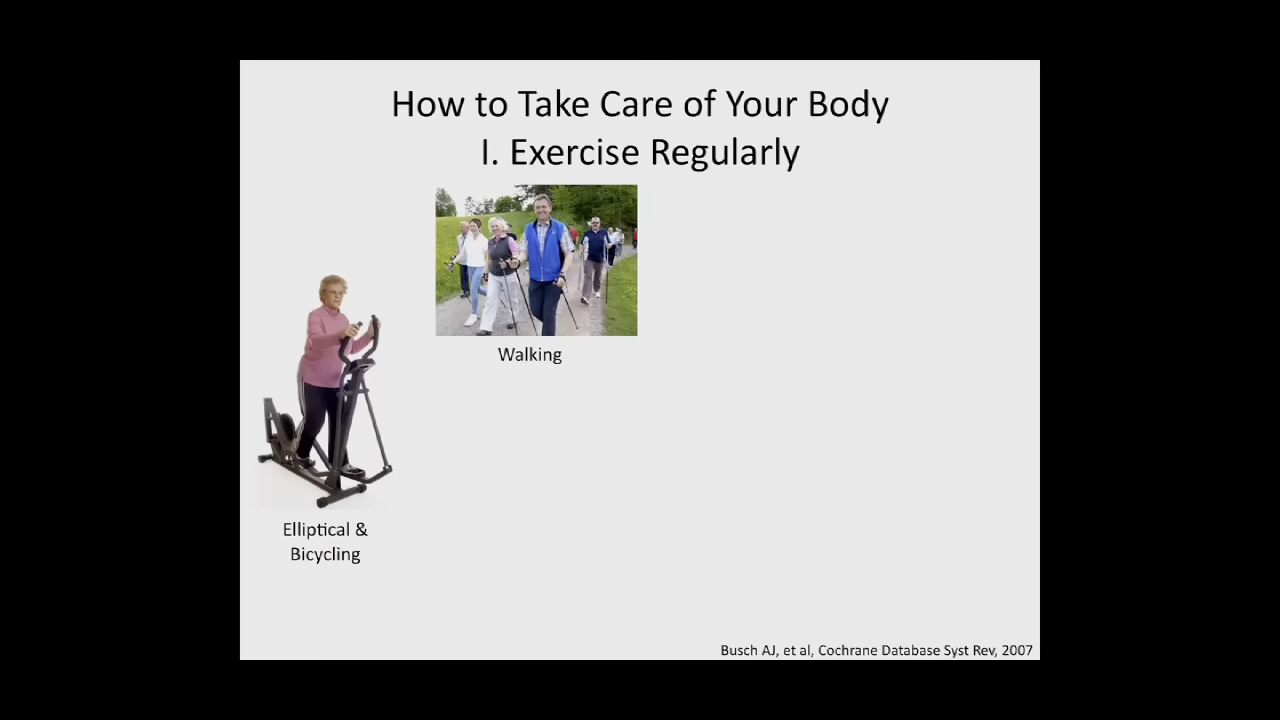 How to Take Care of Your Body
I. Exercise Regularly
Walking
Elliptical &
Bicycling
Busch AJ, et al, Cochrane Database Syst Rev, 2007